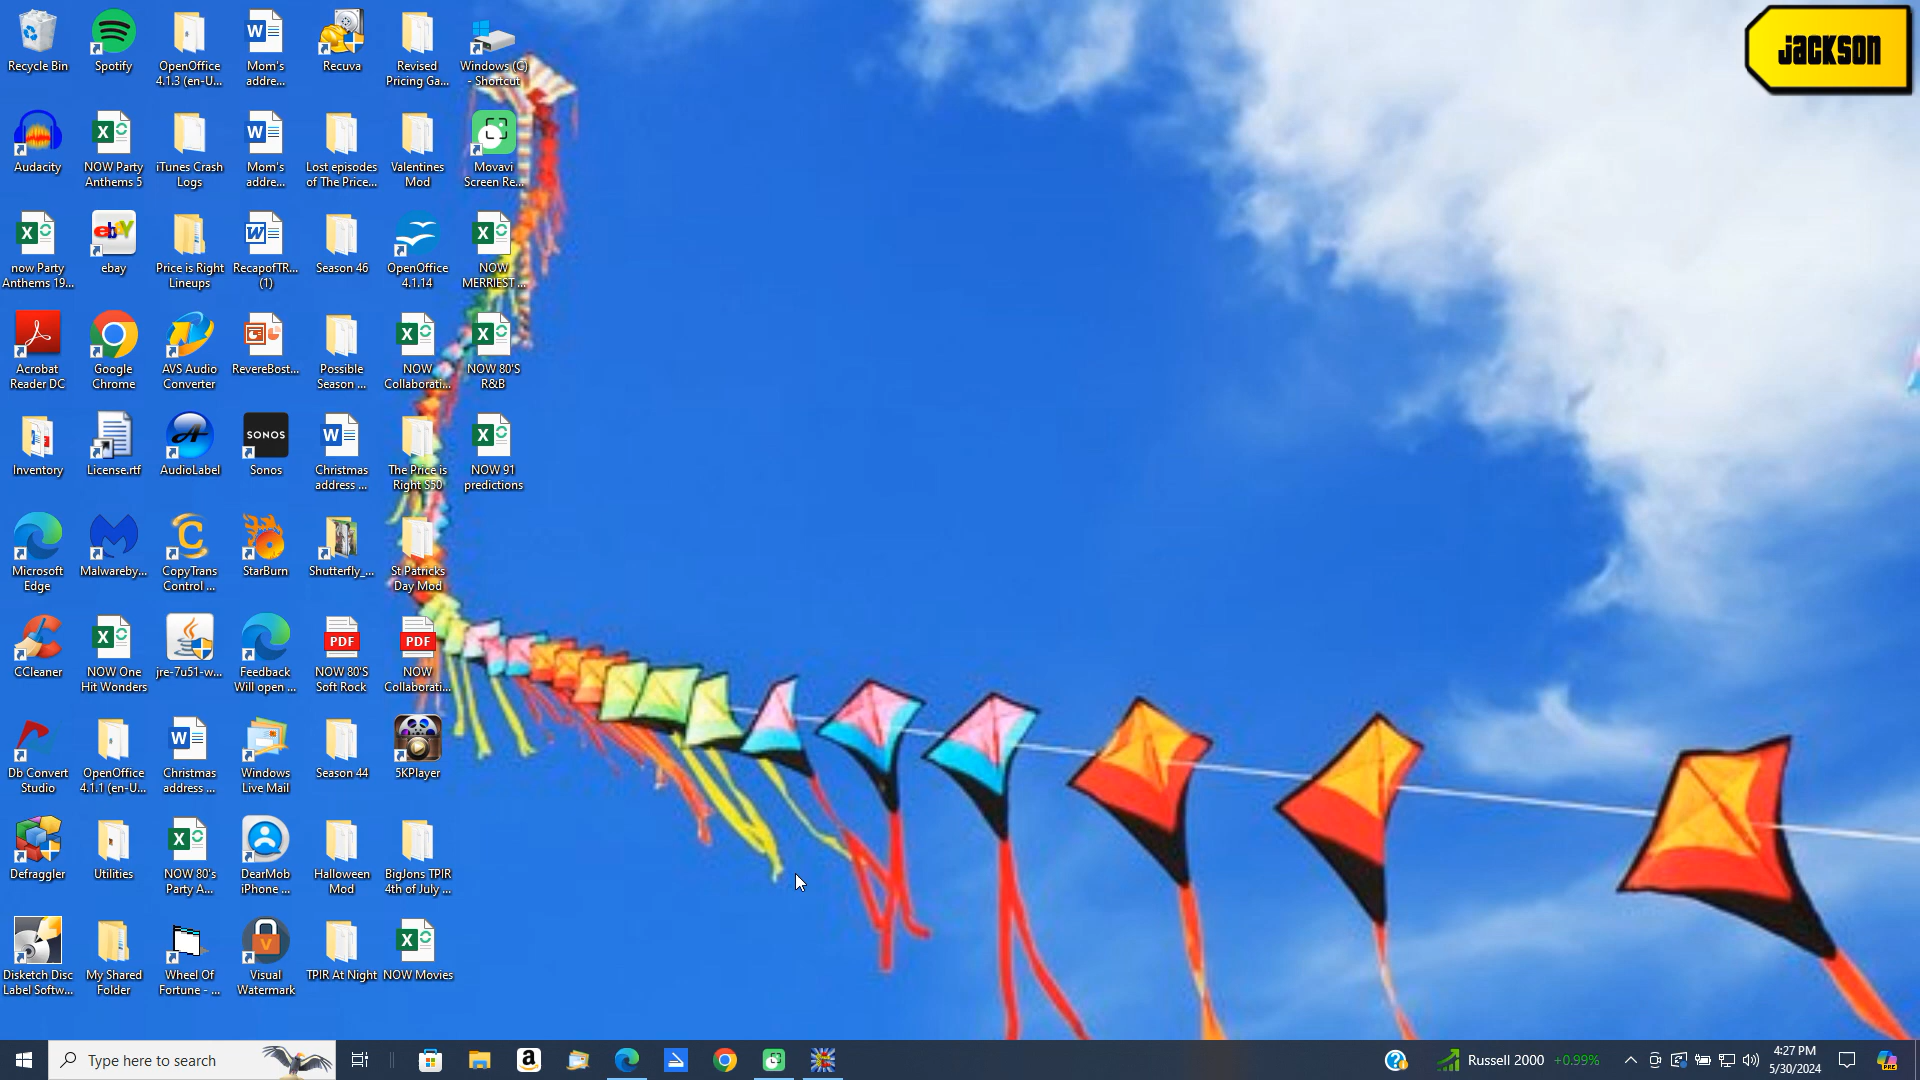 Recycle Bin
Spotify
OpenOffice
4.1.3 (en-U...
Mom's
addre...
Recuva
Revised
Pricing Ga...
Windows (C)
- Shortcut
JACKSON
Audacity
NOW Party
Anthems 5
iTunes Crash
Logs
Mom's
addre...
Lost episodes
of The Price...
Valentines
Mod
Movavi
Screen Re...
now Party
Anthems 19...
ebay
Price is Right
Lineups
RecapofTR...
(1)
Season 46
OpenOffice
4.1.14
NOW
MERRIEST ...
Acrobat
Reader DC
Google
Chrome
AVS Audio
Converter
RevereBost...
Possible
Season ...
NOW
Collaborati...
NOW 80'S
R&B
Inventory
License.rtf
AudioLabel
SONOS
Sonos
Christmas
address ...
The Price is
Right S50
NOW 91
predictions
Microsoft
Edge
Malwareby...
CopyTrans
Control ...
StarBurn
Shutterfly_...
St Patricks
Day Mod
CCleaner
NOW One
Hit Wonders
jre-7u51-w...
Feedback
Will open ...
PDF
NOW 80'S
Soft Rock
PDF
NOW
Collaborati...
Db Convert
Studio
OpenOffice
4.1.1 (en-U...
Christmas
address ...
Windows
Live Mail
Season 44
5KPlayer
Defraggler
Utilities
NOW 80's
Party A...
DearMob
iPhone ...
Halloween
Mod
BigJons TPIR
4th of July ...
Disketch Disc
Label Softw...
My Shared
Folder
Wheel Of
Fortune - ...
Visual
Watermark
TPIR At Night
NOW Movies
Type here to search
Russell 2000 +0.99%
4:27 PM
5/30/2024